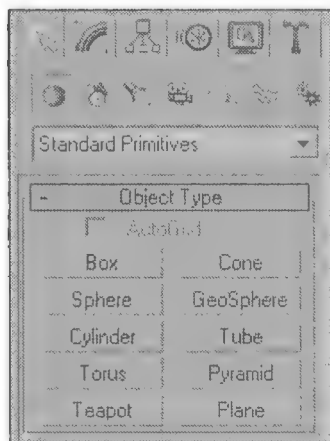 Standard Primitives
- Object Type
AutoGrid
Box Cone
Sphere GeoSphere
Cylinder Tube
Torus Pyramid
Teapot Plane